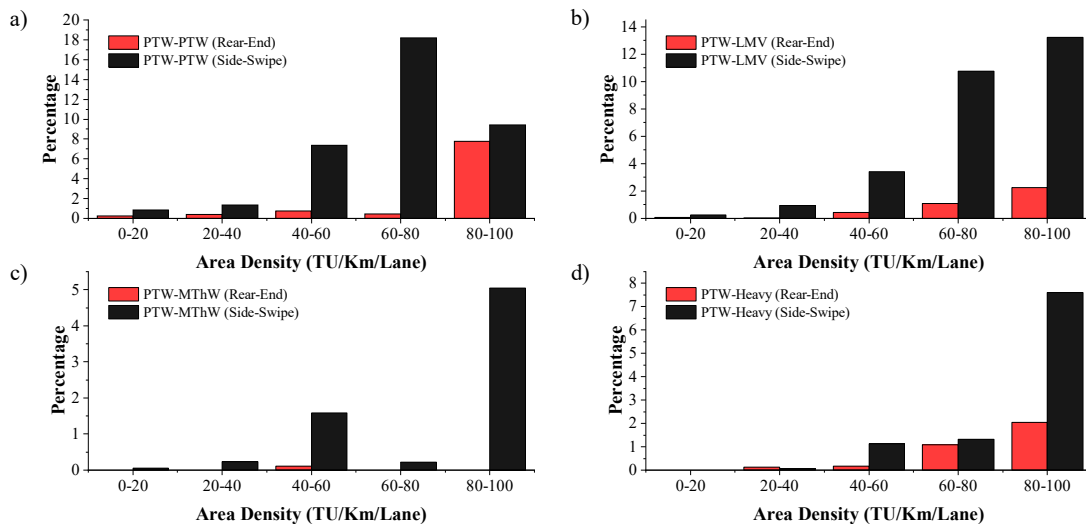 a)
20
18
16
14
12
10
8
6
4
2
0
Percentage
PTW-PTW (Rear-End)
PTW-PTW (Side-Swipe)
0-20 20-40 40-60 60-80 80-100
Area Density (TU/Km/Lane)
b)
14
12
10
8
6
4
2
0
Percentage
PTW-LMV (Rear-End)
PTW-LMV (Side-Swipe)
0-20 20-40 40-60 60-80 80-100
Area Density (TU/Km/Lane)
c)
5
4
3
2
1
0
Percentage
PTW-MThW (Rear-End)
PTW-MThW (Side-Swipe)
0-20 20-40 40-60 60-80 80-100
Area Density (TU/Km/Lane)
d)
8
7
6
5
4
3
2
1
0
Percentage
PTW-Heavy (Rear-End)
PTW-Heavy (Side-Swipe)
0-20 20-40 40-60 60-80 80-100
Area Density (TU/Km/Lane)